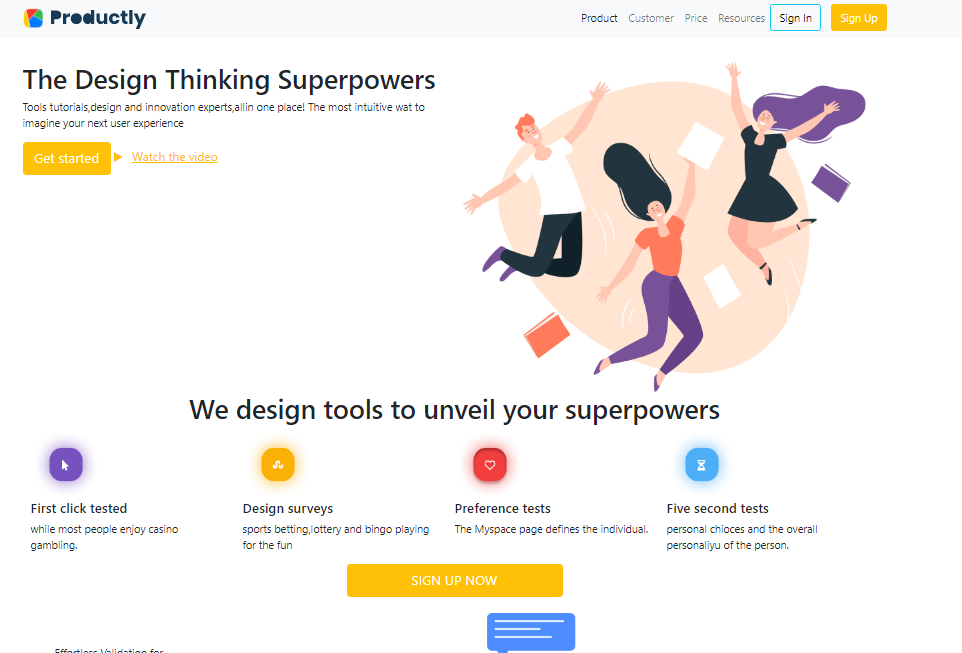 Productly
Product Customer Price Resources Sign In Sign Up
The Design Thinking Superpowers
Tools tutorials,design and innovation experts,allin one place! The most intuitive wat to
imagine your next user experience
Get started Watch the video
We design tools to unveil your superpowers
First click tested
while most people enjoy casino
gambling.
Design surveys
sports betting,lottery and bingo playing
for the fun
Preference tests
The Myspace page defines the individual.
Five second tests
personal chioces and the overall
personaliyu of the person.
SIGN UP NOW
Effortless Validation for